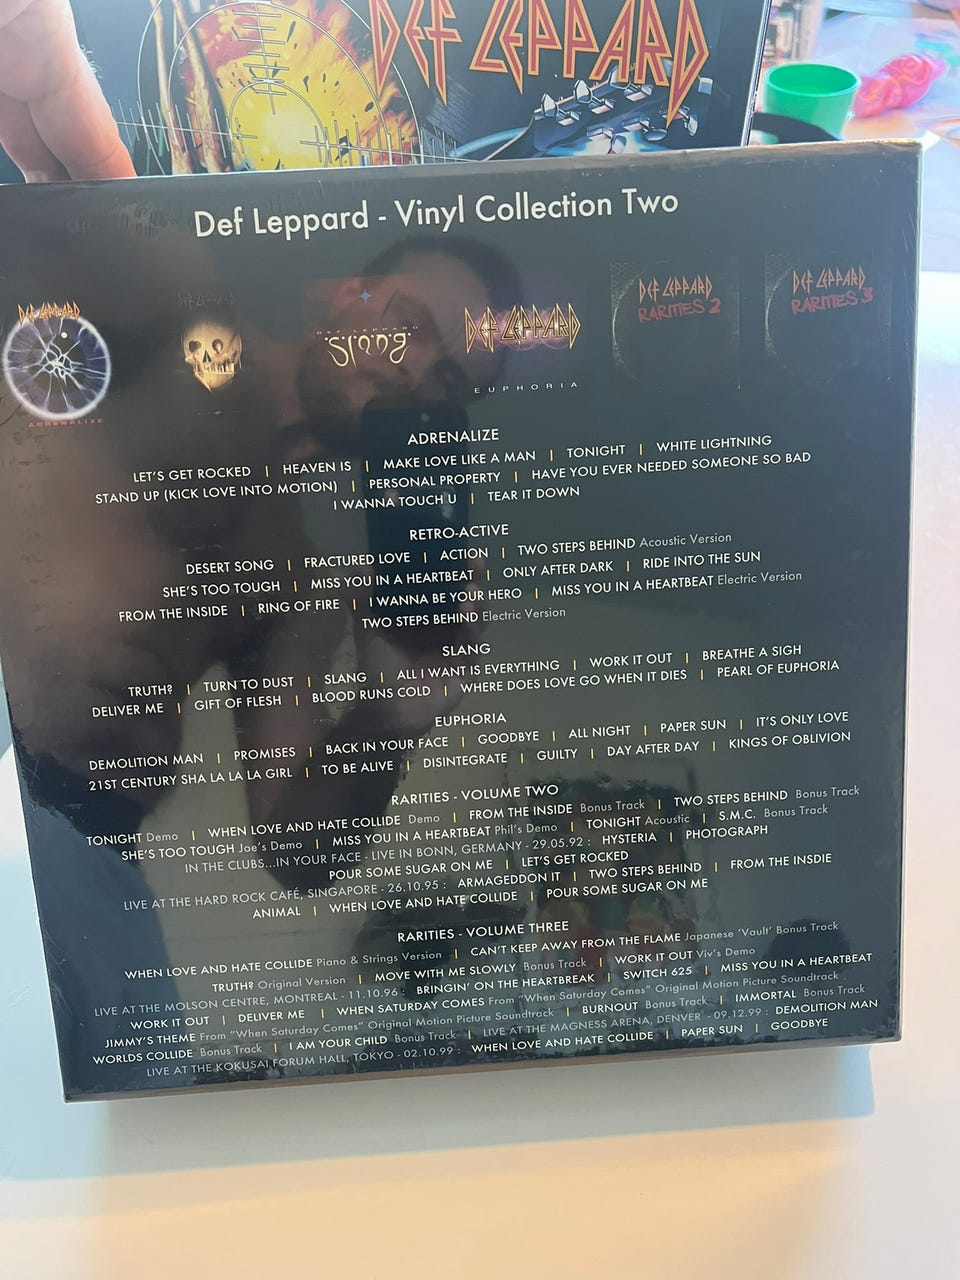 DEF LEPPARD
Def Leppard - Vinyl Collection Two
DEF LEPPARD
ADRENALIZE
DEF LEPPARD
DEF LEPPARD
Slang
DEF LEPPARD
EUPHORIA
DEF LEPPARD
RARITIES 2
DEF LEPPARD
RARITIES 3
ADRENALIZE
LET'S GET ROCKED | HEAVEN IS | MAKE LOVE LIKE A MAN | TONIGHT | WHITE LIGHTNING
STAND UP (KICK LOVE INTO MOTION) | PERSONAL PROPERTY | HAVE YOU EVER NEEDED SOMEONE SO BAD
I WANNA TOUCH U | TEAR IT DOWN
RETRO-ACTIVE
DESERT SONG | FRACTURED LOVE | ACTION | TWO STEPS BEHIND Acoustic Version
SHE'S TOO TOUGH | MISS YOU IN A HEARTBEAT | ONLY AFTER DARK | RIDE INTO THE SUN
FROM THE INSIDE | RING OF FIRE | I WANNA BE YOUR HERO | MISS YOU IN A HEARTBEAT Electric Version
TWO STEPS BEHIND Electric Version
SLANG
TRUTH? | TURN TO DUST | SLANG | ALL I WANT IS EVERYTHING | WORK IT OUT | BREATHE A SIGH
DELIVER ME | GIFT OF FLESH | BLOOD RUNS COLD | WHERE DOES LOVE GO WHEN IT DIES | PEARL OF EUPHORIA
EUPHORIA
DEMOLITION MAN | PROMISES | BACK IN YOUR FACE | GOODBYE | ALL NIGHT | PAPER SUN | IT'S ONLY LOVE
21ST CENTURY SHA LA LA LA GIRL | TO BE ALIVE | DISINTEGRATE | GUILTY | DAY AFTER DAY | KINGS OF OBLIVION
RARITIES - VOLUME TWO
TONIGHT Demo | WHEN LOVE AND HATE COLLIDE Demo | FROM THE INSIDE Bonus Track | TWO STEPS BEHIND Bonus Track
SHE'S TOO TOUGH Joe's Demo | MISS YOU IN A HEARTBEAT Phil's Demo | TONIGHT Acoustic | S.M.C. Bonus Track
IN THE CLUBS...IN YOUR FACE - LIVE IN BONN, GERMANY - 29.05.92 : HYSTERIA | PHOTOGRAPH
POUR SOME SUGAR ON ME | LET'S GET ROCKED
LIVE AT THE HARD ROCK CAFÉ, SINGAPORE - 26.10.95 : ARMAGEDDON IT | TWO STEPS BEHIND | FROM THE INSDIE
ANIMAL | WHEN LOVE AND HATE COLLIDE | POUR SOME SUGAR ON ME
RARITIES - VOLUME THREE
WHEN LOVE AND HATE COLLIDE Piano & Strings Version | CAN'T KEEP AWAY FROM THE FLAME Japanese 'Vault' Bonus Track
TRUTH? Original Version | MOVE WITH ME SLOWLY Bonus Track | WORK IT OUT Viv's Demo
LIVE AT THE MOLSON CENTRE, MONTREAL - 11.10.96 : BRINGIN' ON THE HEARTBREAK | SWITCH 625 | MISS YOU IN A HEARTBEAT
WORK IT OUT | DELIVER ME | WHEN SATURDAY COMES From "When Saturday Comes" Original Motion Picture Soundtrack
JIMMY'S THEME From "When Saturday Comes" Original Motion Picture Soundtrack | BURNOUT Bonus Track | IMMORTAL Bonus Track
WORLDS COLLIDE Bonus Track | I AM YOUR CHILD Bonus Track | LIVE AT THE MAGNESS ARENA, DENVER - 09.12.99 : DEMOLITION MAN
LIVE AT THE KOKUSAI FORUM HALL, TOKYO - 02.10.99 : WHEN LOVE AND HATE COLLIDE | PAPER SUN | GOODBYE